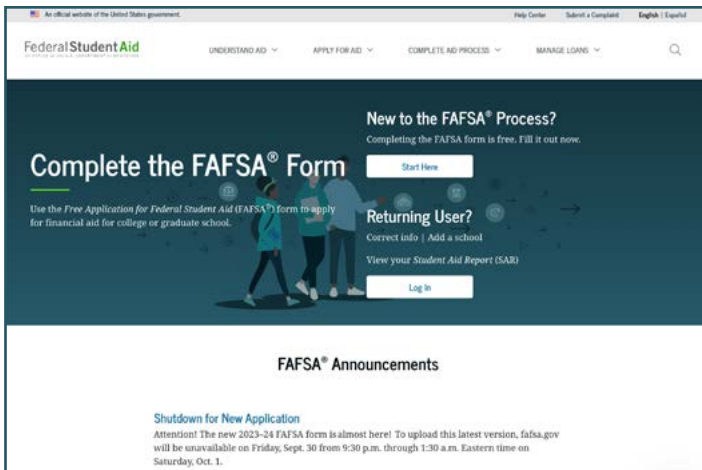 An official website of the United States government.
Help Center Submit a Complaint English | Español
FederalStudentAid
UNDERSTAND AID APPLY FOR AID COMPLETE AID PROCESS MANAGE LOANS
Complete the FAFSA® Form
Use the Free Application for Federal Student Aid (FAFSA®) form to apply
for financial aid for college or graduate school.
New to the FAFSA® Process?
Completing the FAFSA form is free. Fill it out now.
Start Here
Returning User?
Correct info | Add a school
View your Student Aid Report (SAR)
Log In
FAFSA® Announcements
Shutdown for New Application
Attention! The new 2023–24 FAFSA form is almost here! To upload this latest version, fafsa.gov
will be unavailable on Friday, Sept. 30 from 9:30 p.m. through 1:30 a.m. Eastern time on
Saturday, Oct. 1.